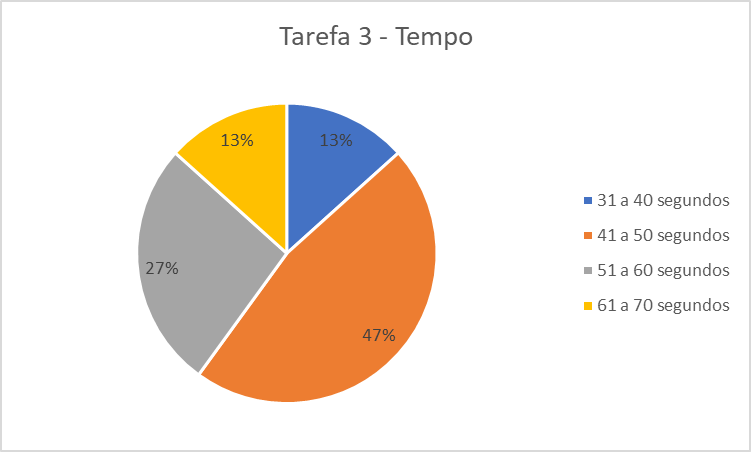 Tarefa 3 - Tempo
13%
13%
27%
47%
31 a 40 segundos
41 a 50 segundos
51 a 60 segundos
61 a 70 segundos